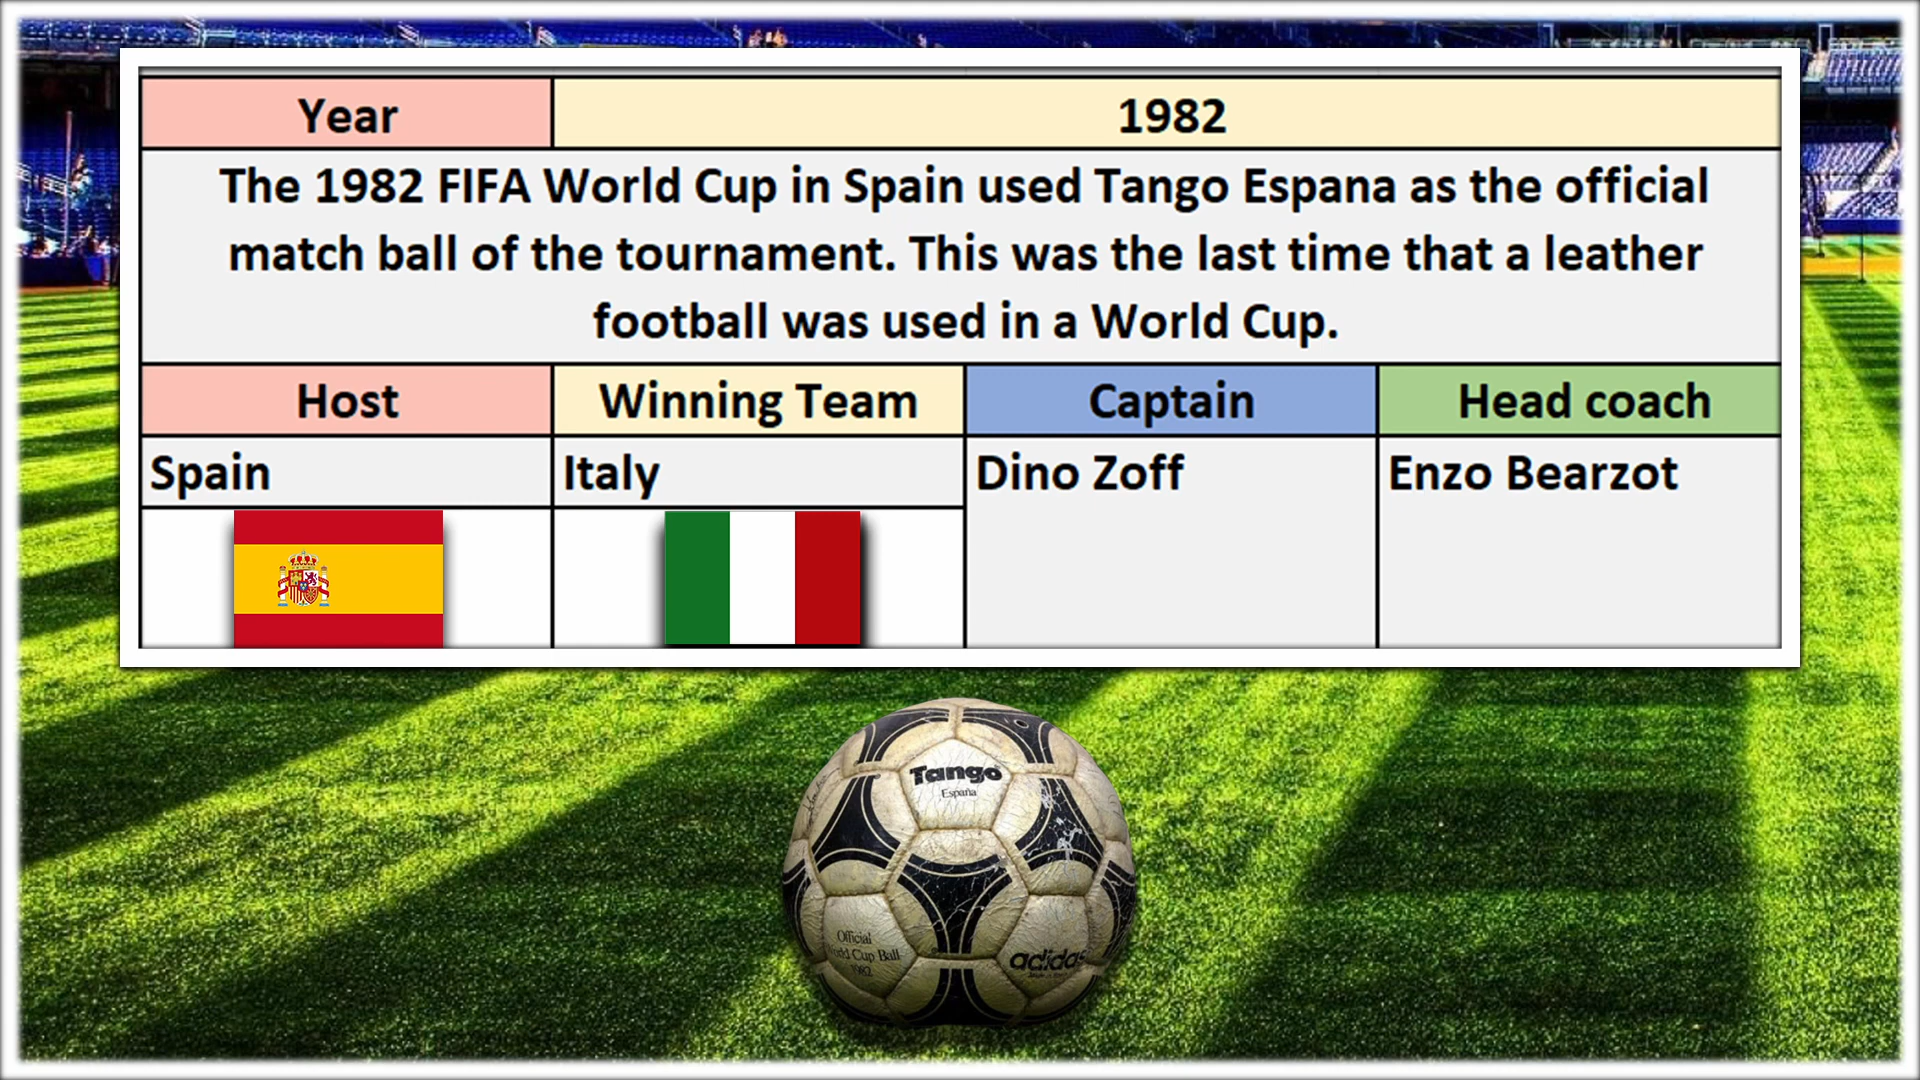 Year 1982
The 1982 FIFA World Cup in Spain used Tango Espana as the official
match ball of the tournament. This was the last time that a leather
football was used in a World Cup.
Host Winning Team Captain Head coach
Spain Italy Dino Zoff Enzo Bearzot
Tango
España
Official
World Cup Ball
1982
adidas